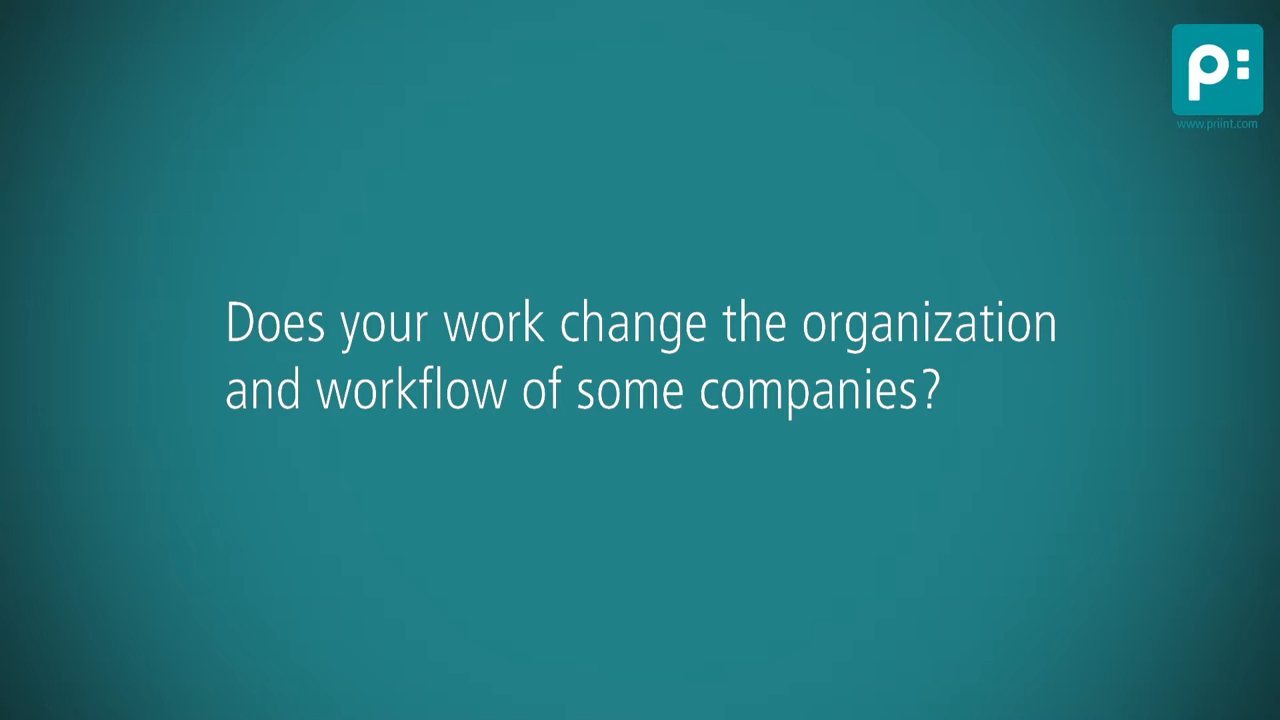 p:
www.priint.com
Does your work change the organization
and workflow of some companies?